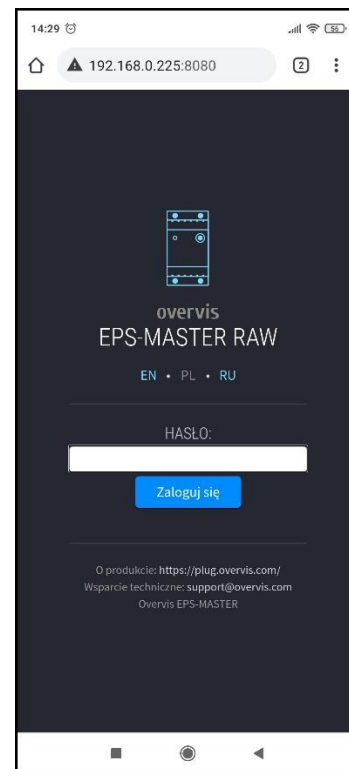 14:29 56
192.168.0.225:8080 2
overvis
EPS-MASTER RAW
EN • PL • RU
HASŁO:
Zaloguj się
O produkcie: https://plug.overvis.com/
Wsparcie techniczne: support@overvis.com
Overvis EPS-MASTER